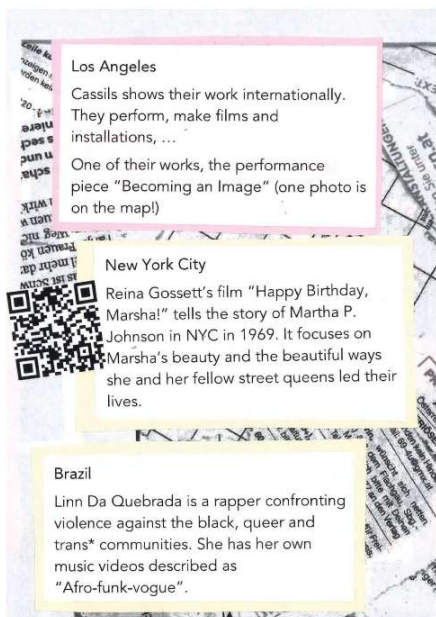 Los Angeles
Cassils shows their work internationally.
They perform, make films and
installations, ...
One of their works, the performance
piece “Becoming an Image” (one photo is
on the map!)
New York City
Reina Gossett’s film “Happy Birthday,
Marsha!” tells the story of Martha P.
Johnson in NYC in 1969. It focuses on
Marsha’s beauty and the beautiful ways
she and her fellow street queens led their
lives.
Brazil
Linn Da Quebrada is a rapper confronting
violence against the black, queer and
trans* communities. She has her own
music videos described as
“Afro-funk-vogue”.